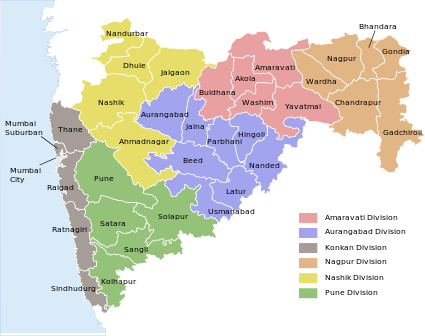 Bhandara
Nandurbar
Gondia
Nagpur
Dhule
Jalgaon
Amaravati
Akola
Wardha
Buldhana
Nashik
Washim
Yavatmal
Chandrapur
Aurangabad
Jalna
Mumbai
Suburban
Thane
Hingoli
Gadchiroli
Ahmadnagar
Parbhani
Beed
Nanded
Mumbai
City
Pune
Raigad
Latur
Usmanabad
Solapur
Satara
Ratnagiri
Sangli
Kolhapur
Sindhudurg
Amaravati Division
Aurangabad Division
Konkan Division
Nagpur Division
Nashik Division
Pune Division